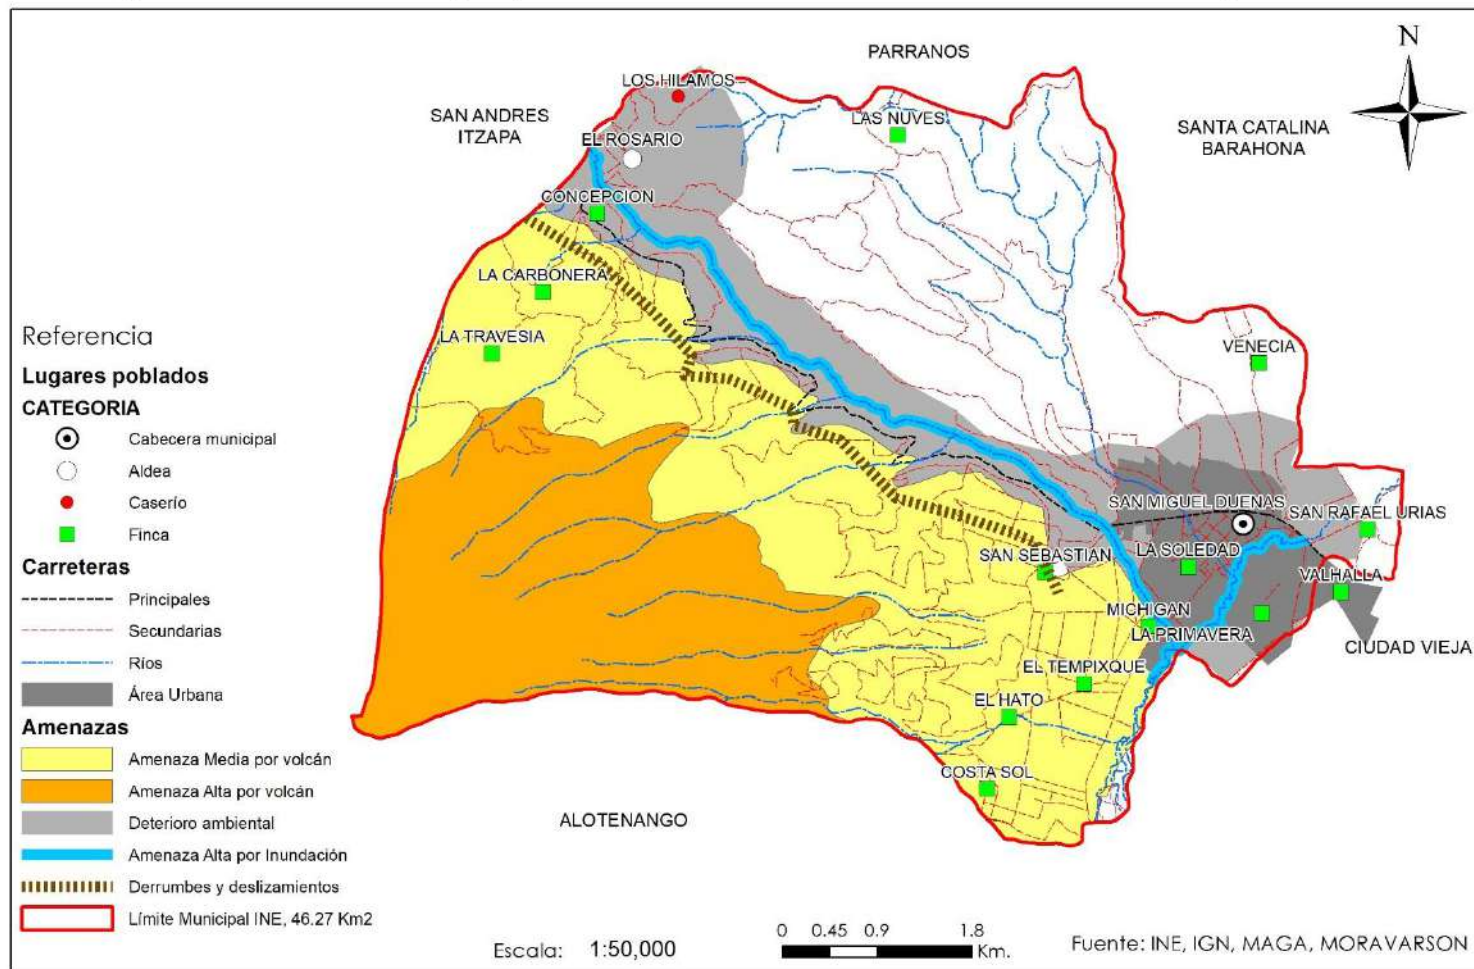 PARRANOS
N
LOS HILAMOS
SAN ANDRES
ITZAPA
LAS NUVES
SANTA CATALINA
BARAHONA
EL ROSARIO
CONCEPCION
LA CARBONERA
LA TRAVESIA
VENECIA
SAN MIGUEL DUENAS
SAN RAFAEL URIAS
SAN SEBASTIAN
LA SOLEDAD
VALHALLA
MICHIGAN
LA PRIMAVERA
CIUDAD VIEJA
EL TEMPIXQUE
EL HATO
COSTA SOL
ALOTENANGO
Referencia
Lugares poblados
CATEGORIA
Cabecera municipal
Aldea
Caserío
Finca
Carreteras
Principales
Secundarias
Ríos
Área Urbana
Amenazas
Amenaza Media por volcán
Amenaza Alta por volcán
Deterioro ambiental
Amenaza Alta por Inundación
Derrumbes y deslizamientos
Límite Municipal INE, 46.27 Km2
Escala: 1:50,000
0 0.45 0.9 1.8
Km.
Fuente: INE, IGN, MAGA, MORAVARSON